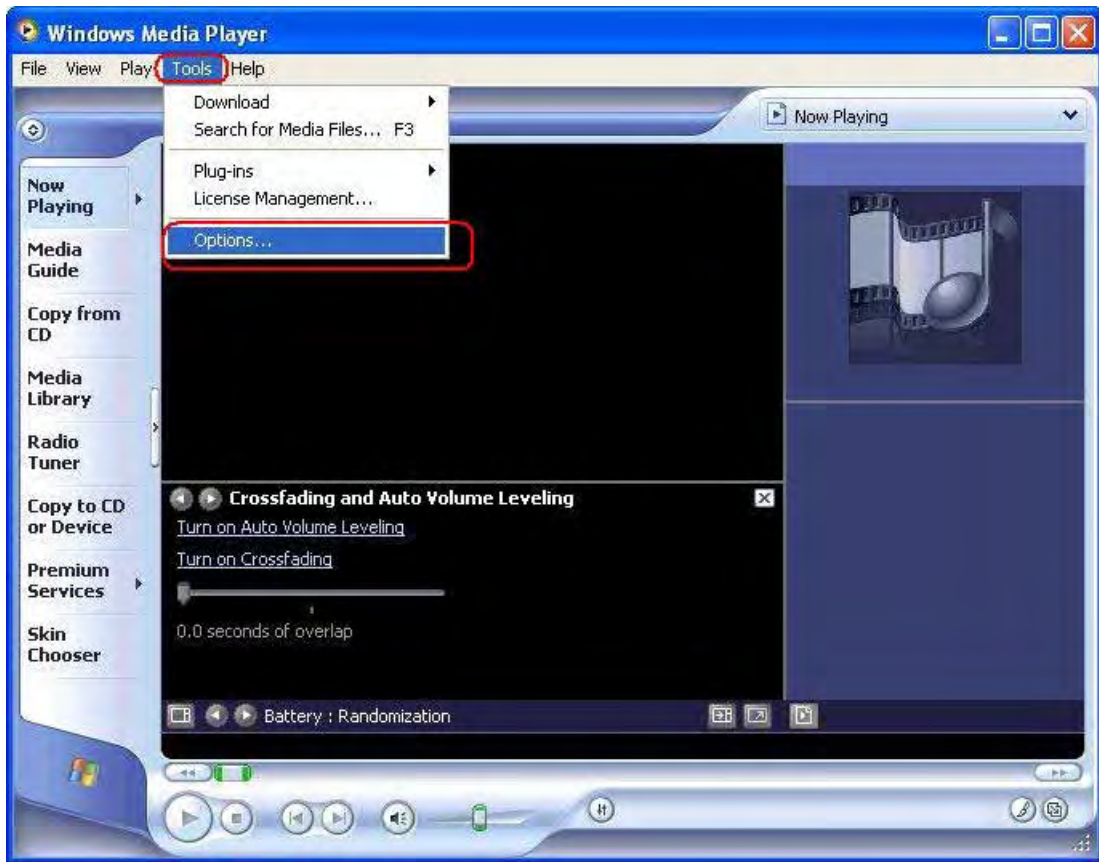 Windows Media Player
File View Play Tools Help
Download
Search for Media Files... F3
Plug-ins
License Management...
Options...
Now Playing
Now
Playing
Media
Guide
Copy from
CD
Media
Library
Radio
Tuner
Copy to CD
or Device
Premium
Services
Skin
Chooser
Crossfading and Auto Volume Leveling
Turn on Auto Volume Leveling
Turn on Crossfading
0.0 seconds of overlap
Battery : Randomization